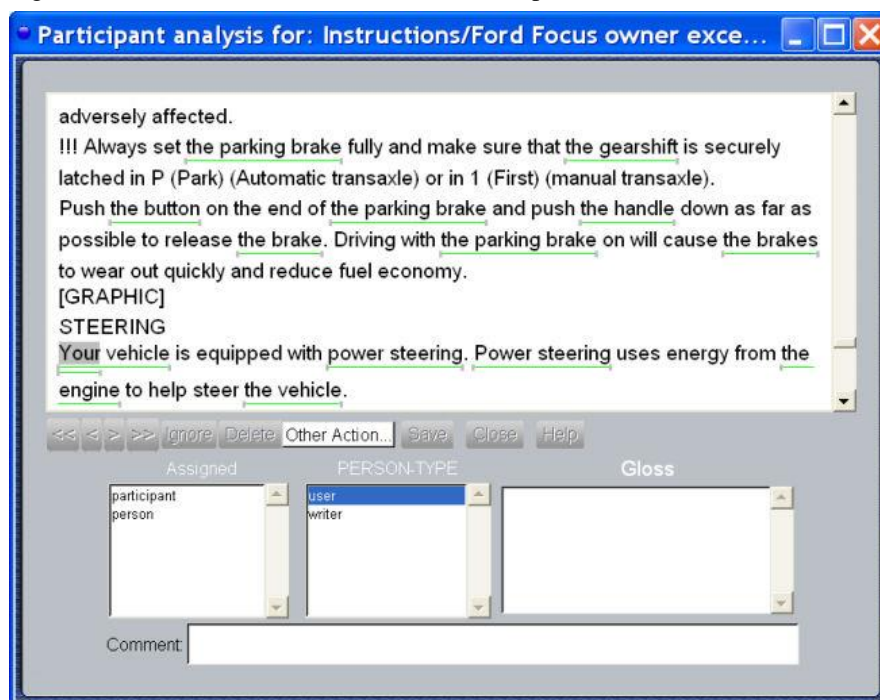 Participant analysis for: Instructions/Ford Focus owner exce...
adversely affected.
!!! Always set the parking brake fully and make sure that the gearshift is securely
latched in P (Park) (Automatic transaxle) or in 1 (First) (manual transaxle).
Push the button on the end of the parking brake and push the handle down as far as
possible to release the brake. Driving with the parking brake on will cause the brakes
to wear out quickly and reduce fuel economy.
[GRAPHIC]
STEERING
Your vehicle is equipped with power steering. Power steering uses energy from the
engine to help steer the vehicle.
<< < > >> Ignore Delete Other Action... Save Close Help
Assigned PERSON-TYPE Gloss
participant user
person writer
Comment: